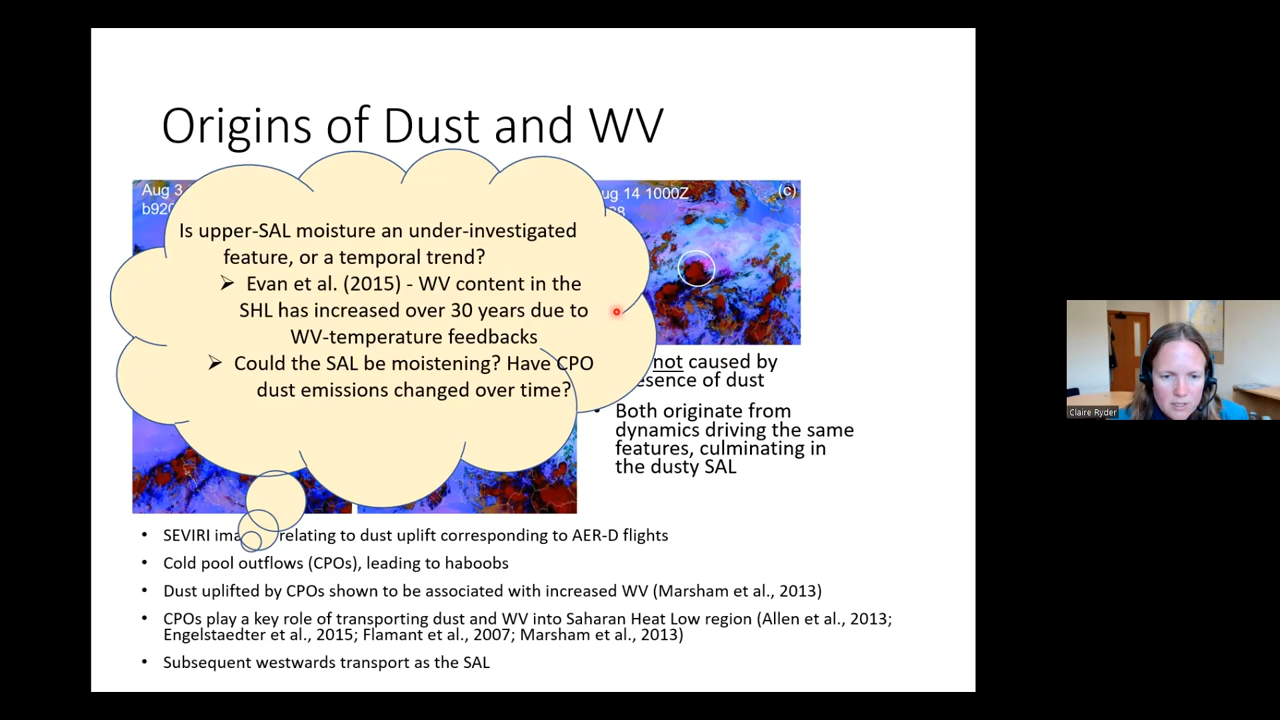 Origins of Dust and WV
Aug 3
b920
ug 14 1000Z
(c)
Is upper-SAL moisture an under-investigated
feature, or a temporal trend?
➢ Evan et al. (2015) - WV content in the
SHL has increased over 30 years due to
WV-temperature feedbacks
➢ Could the SAL be moistening? Have CPO
dust emissions changed over time?
not caused by
esence of dust
• Both originate from
dynamics driving the same
features, culminating in
the dusty SAL
• SEVIRI ima relating to dust uplift corresponding to AER-D flights
• Cold pool outflows (CPOs), leading to haboobs
• Dust uplifted by CPOs shown to be associated with increased WV (Marsham et al., 2013)
• CPOs play a key role of transporting dust and WV into Saharan Heat Low region (Allen et al., 2013;
Engelstaedter et al., 2015; Flamant et al., 2007; Marsham et al., 2013)
• Subsequent westwards transport as the SAL
Claire Ryder